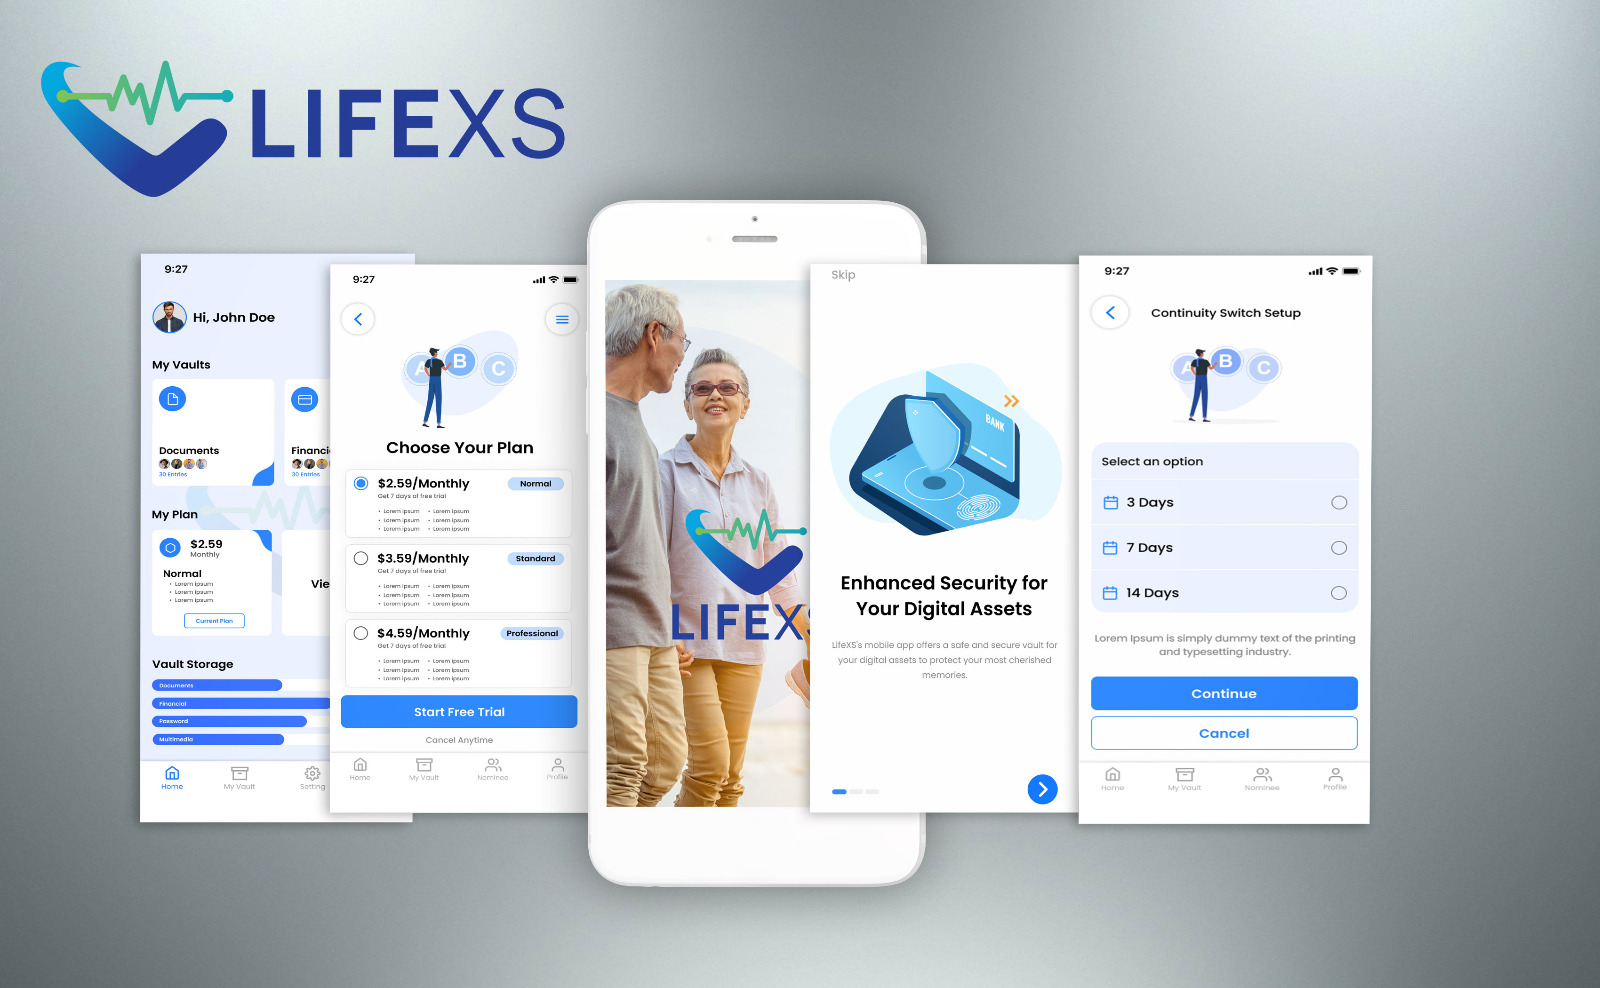 LIFEXS
9:27
Hi, John Doe
My Vaults
Documents
30 Entries
Financi
30 Entries
My Plan
$2.59
Monthly
Normal
• Lorem ipsum
• Lorem ipsum
• Lorem ipsum
Current Plan
Vie
Vault Storage
Documents
Financial
Password
Multimedia
Home
My Vault
Setting
9:27
A B C
Choose Your Plan
$2.59/Monthly
Normal
Get 7 days of free trial
• Lorem ipsum • Lorem ipsum
• Lorem ipsum • Lorem ipsum
• Lorem ipsum • Lorem ipsum
$3.59/Monthly
Standard
Get 7 days of free trial
• Lorem ipsum • Lorem ipsum
• Lorem ipsum • Lorem ipsum
• Lorem ipsum • Lorem ipsum
$4.59/Monthly
Professional
Get 7 days of free trial
• Lorem ipsum • Lorem ipsum
• Lorem ipsum • Lorem ipsum
• Lorem ipsum • Lorem ipsum
Start Free Trial
Cancel Anytime
Home
My Vault
Nominee
Profile
LIFEXS
Skip
BANK
Enhanced Security for
Your Digital Assets
LifeXS's mobile app offers a safe and secure vault for
your digital assets to protect your most cherished
memories.
9:27
Continuity Switch Setup
A B C
Select an option
3 Days
7 Days
14 Days
Lorem Ipsum is simply dummy text of the printing
and typesetting industry.
Continue
Cancel
Home
My Vault
Nominee
Profile